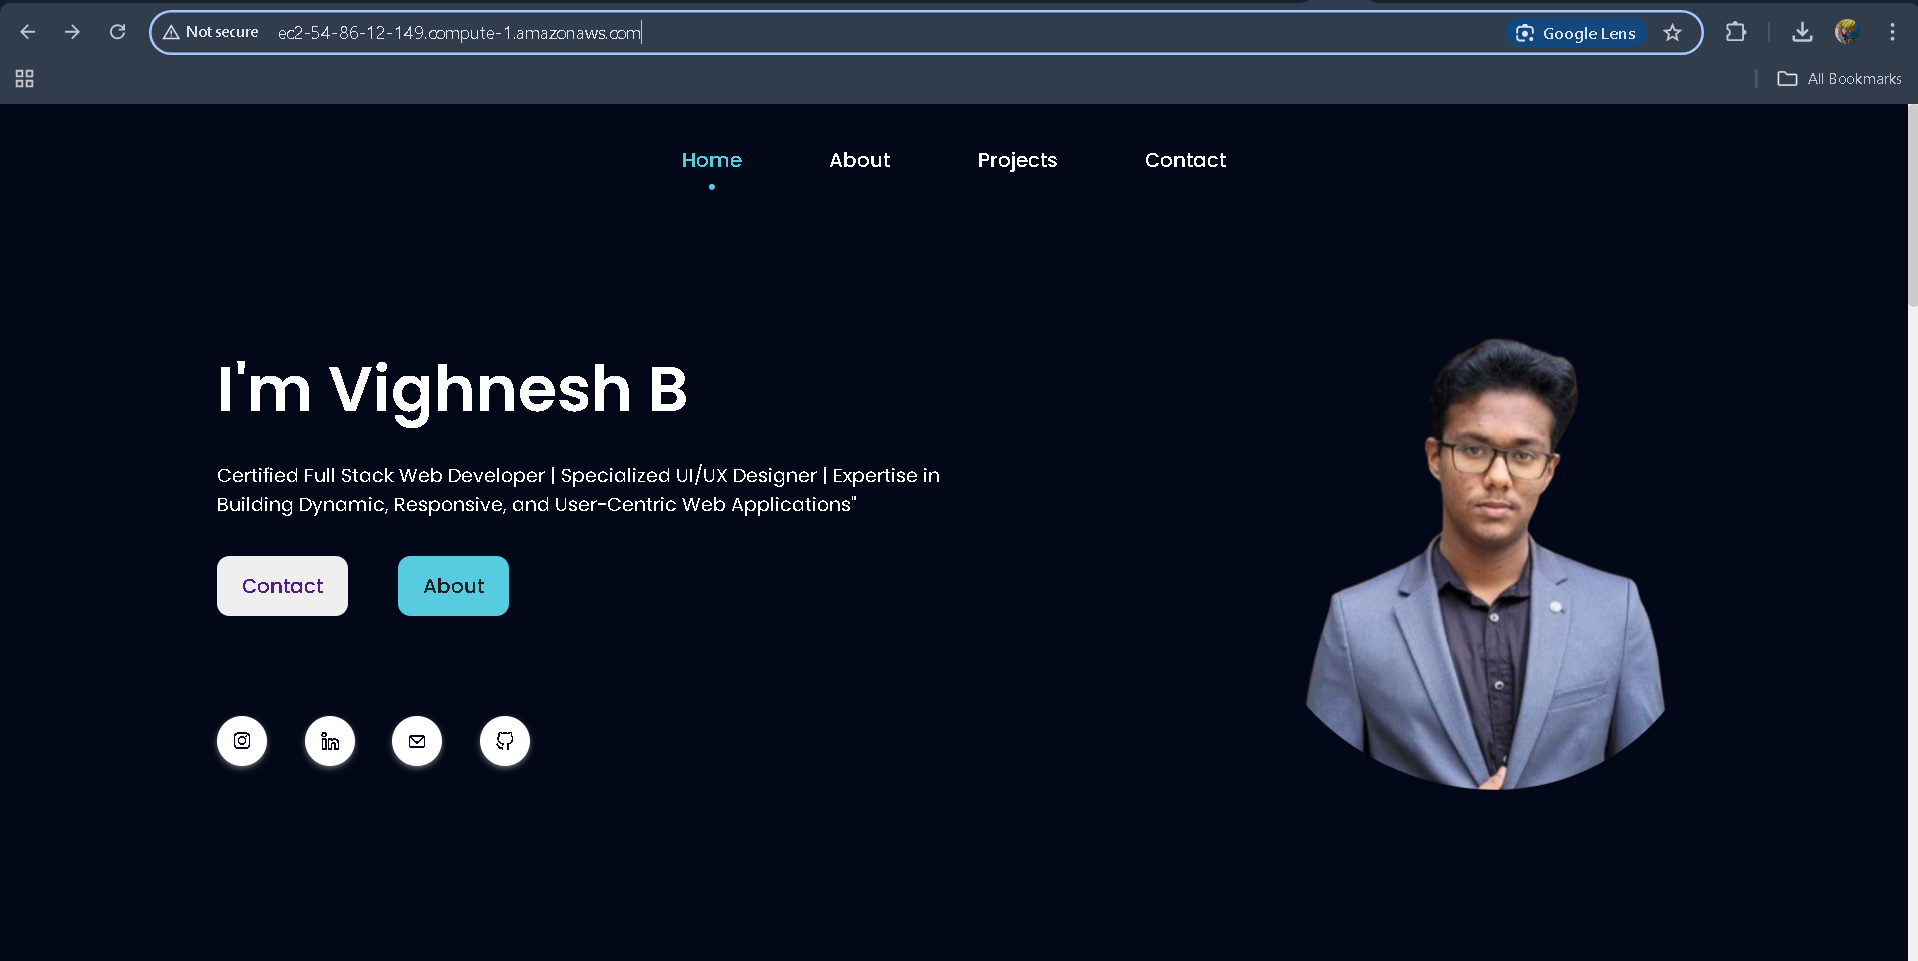 Not secure ec2-54-86-12-149.compute-1.amazonaws.com Google Lens
All Bookmarks
Home About Projects Contact
I'm Vighnesh B
Certified Full Stack Web Developer | Specialized UI/UX Designer | Expertise in
Building Dynamic, Responsive, and User-Centric Web Applications"
Contact About